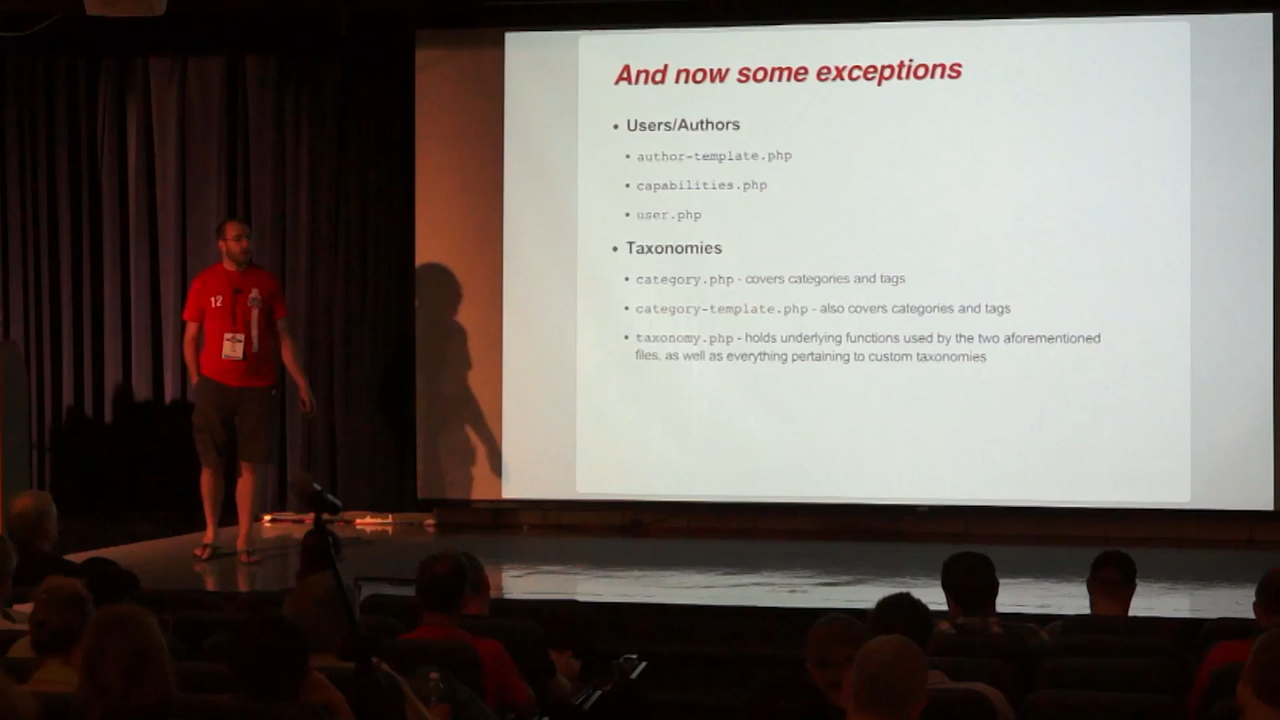 And now some exceptions
• Users/Authors
• author-template.php
• capabilities.php
• user.php
• Taxonomies
• category.php - covers categories and tags
• category-template.php - also covers categories and tags
• taxonomy.php - holds underlying functions used by the two aforementioned
files, as well as everything pertaining to custom taxonomies
12